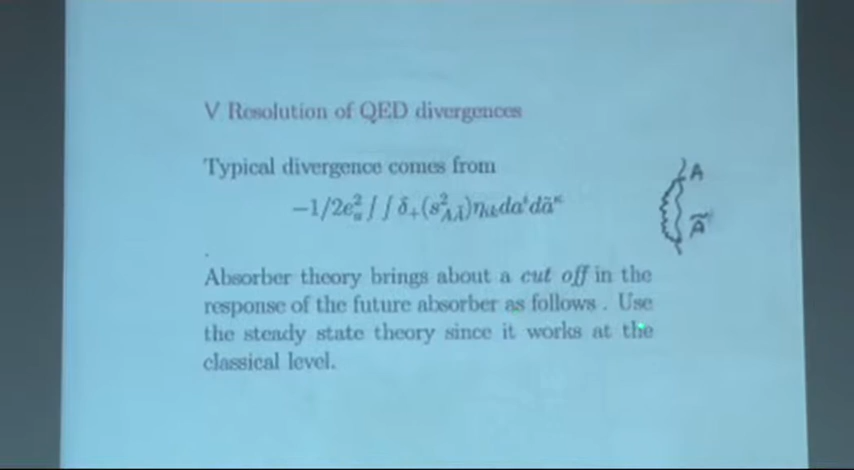 V Resolution of QED divergences
Typical divergence comes from
−1/2e²ₐ ∫ ∫ δ₊(s²_{AÃ})η_{ik}daⁱdãᵏ
A
Ã
Absorber theory brings about a cut off in the
response of the future absorber as follows . Use
the steady state theory since it works at the
classical level.